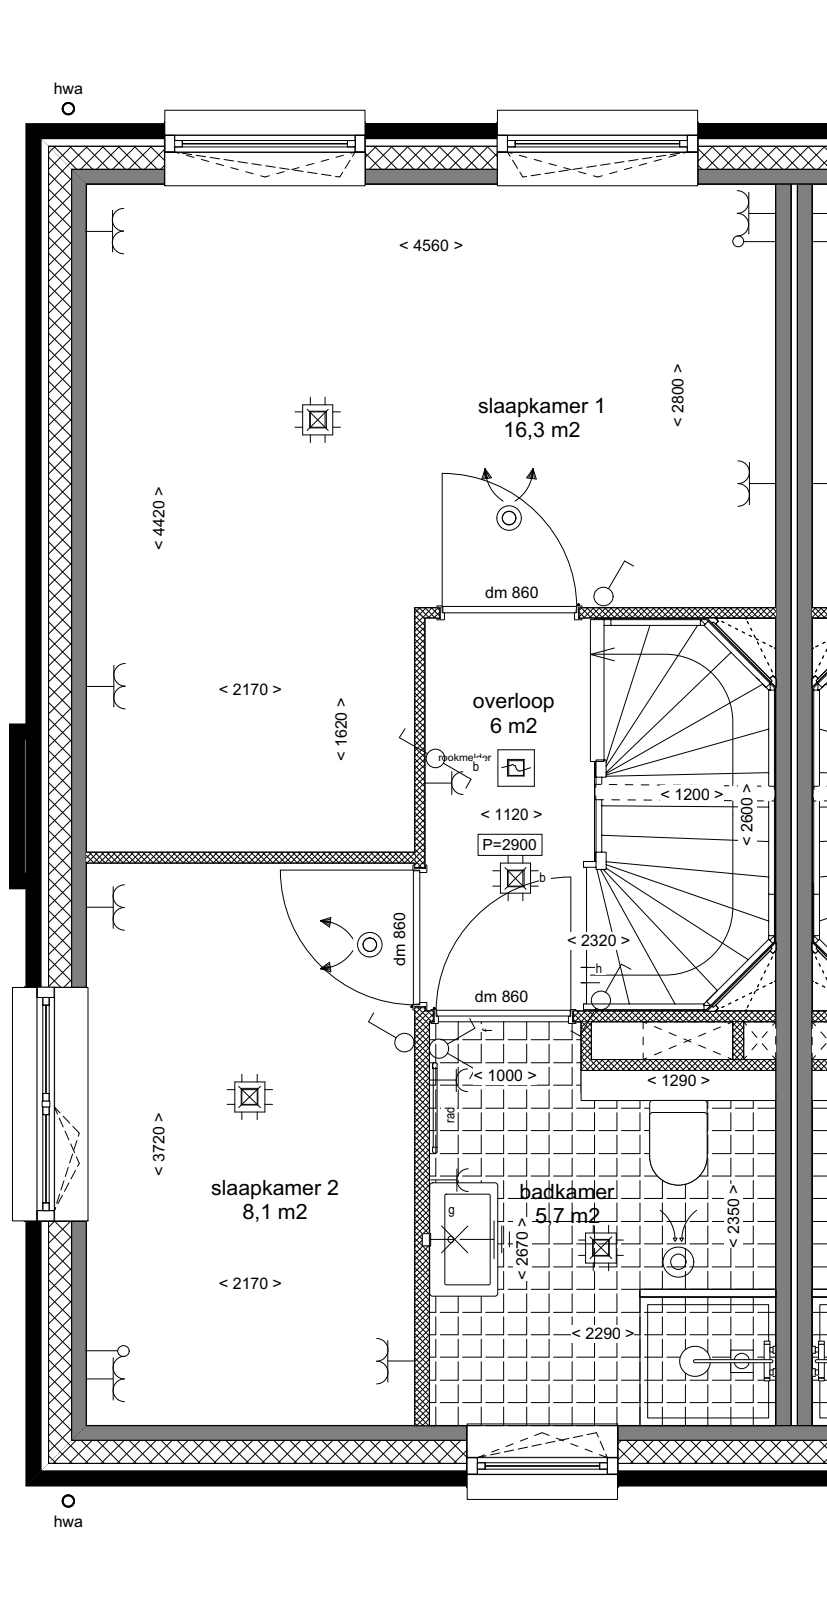 hwa
< 4560 >
< 2800 >
slaapkamer 1
16,3 m2
< 4420 >
dm 860
< 2170 >
< 1620 >
overloop
6 m2
rookmelder
b
< 1200 >
< 2600 >
< 1120 >
P=2900
b
dm 860
< 2320 >
h
dm 860
f
< 1000 >
< 1290 >
rad
< 3720 >
slaapkamer 2
8,1 m2
badkamer
5,7 m2
g
< 2350 >
< 2670 >
< 2170 >
< 2290 >
hwa